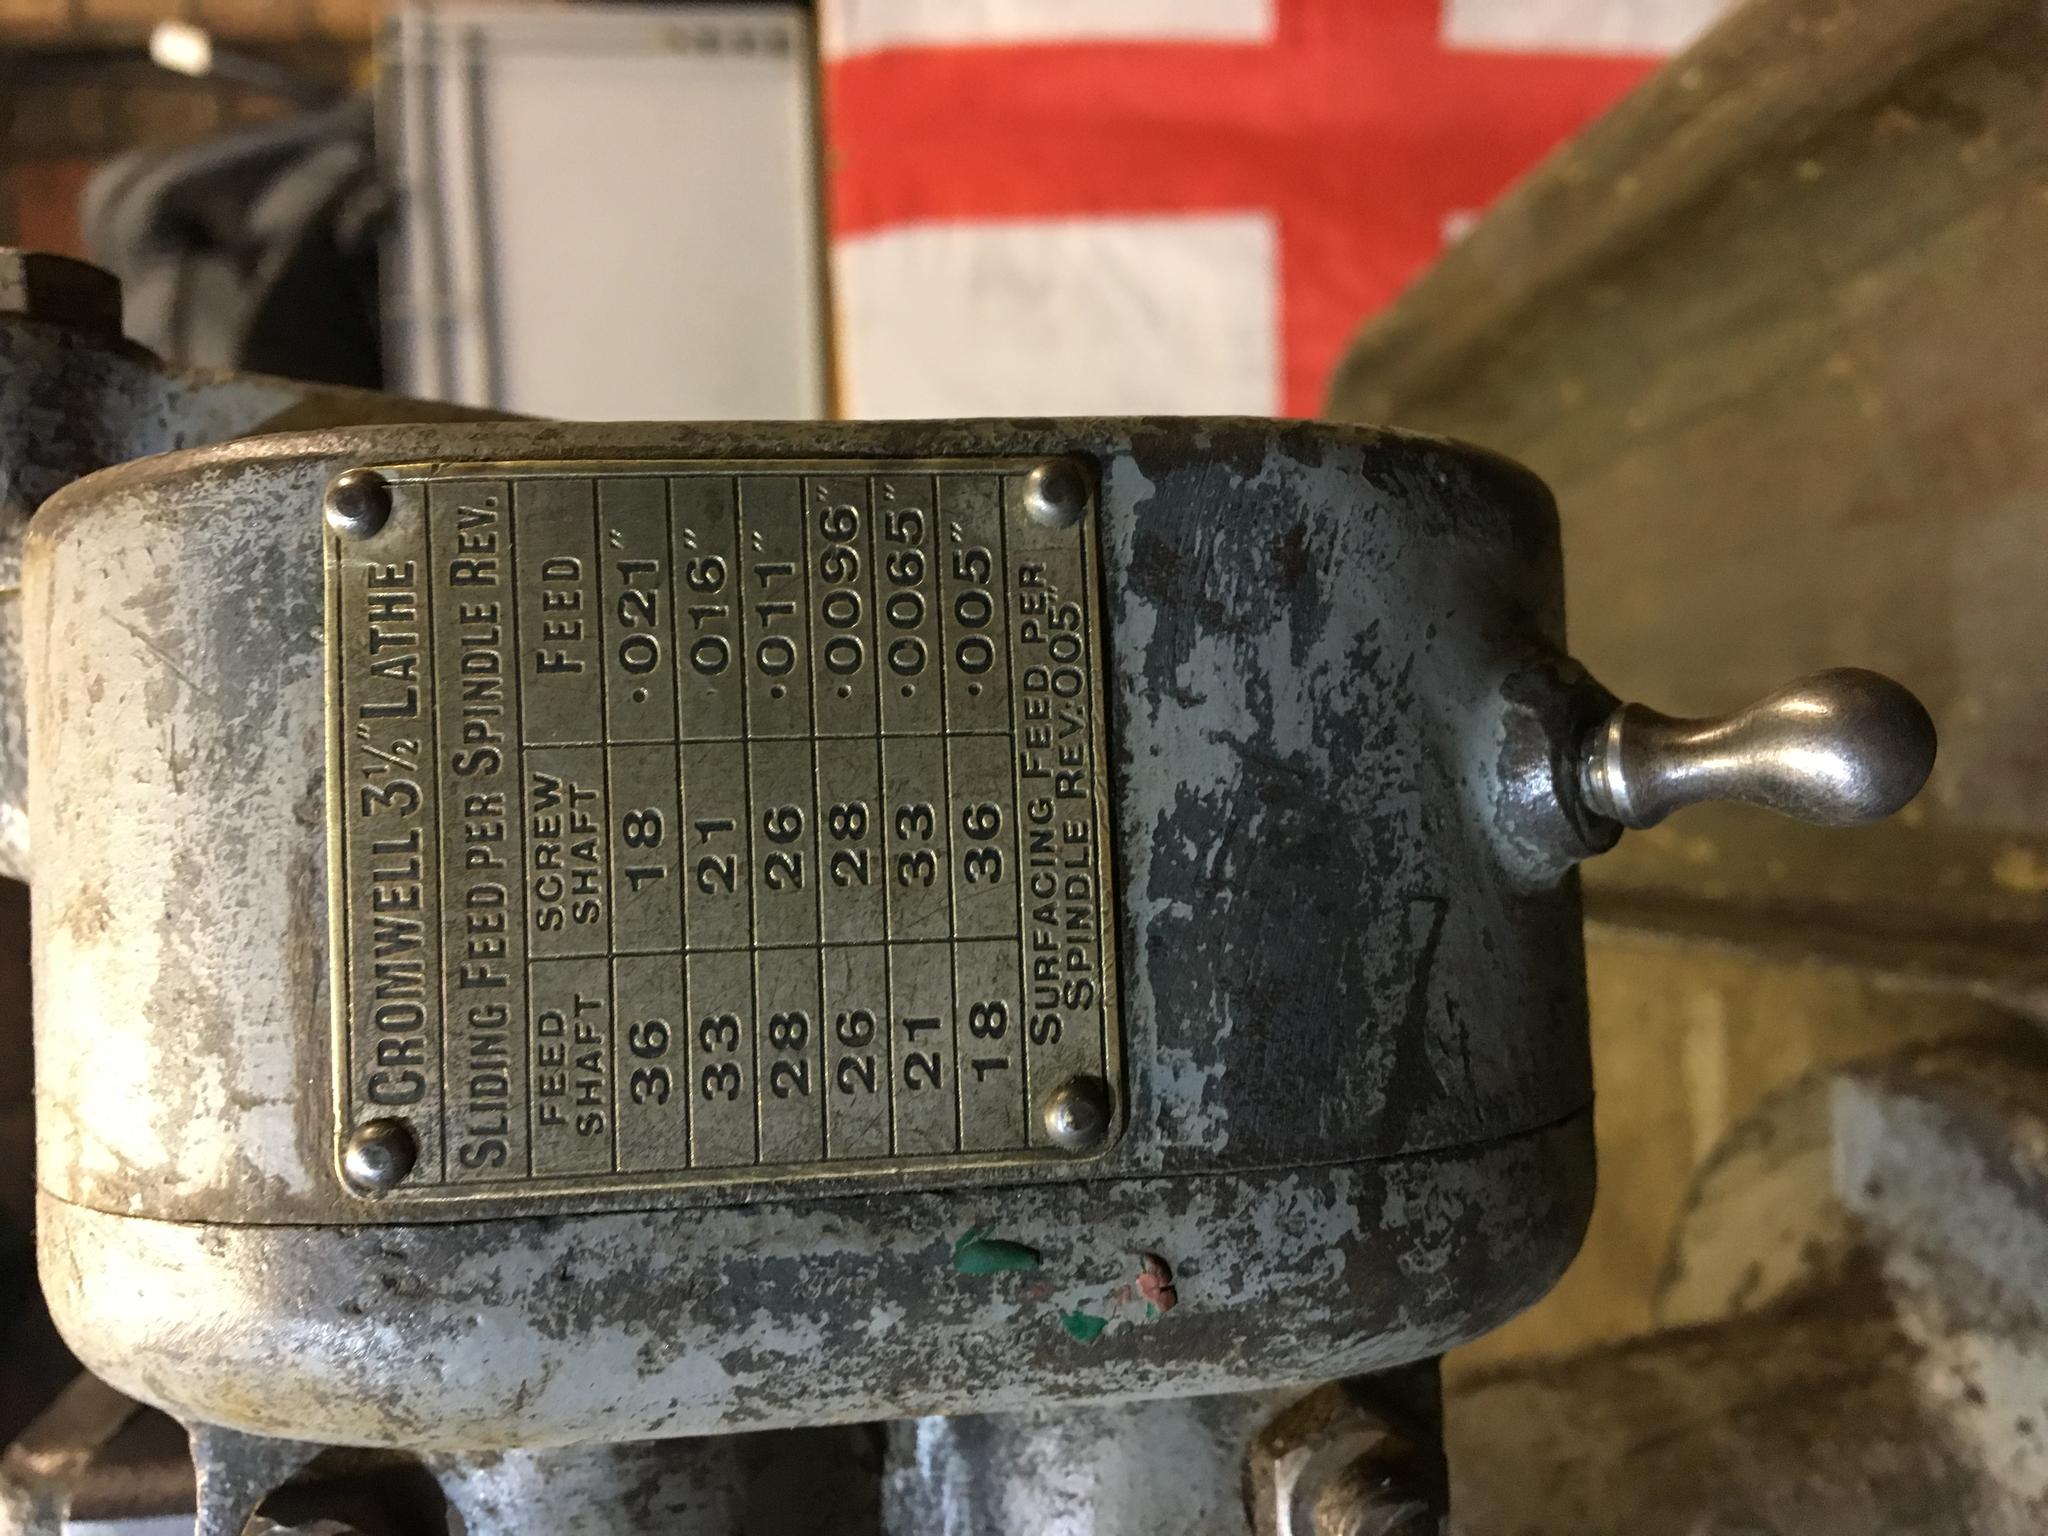 CROMWELL 3½" LATHE
SLIDING FEED PER SPINDLE REV.
FEED SHAFT SCREW SHAFT FEED
36 18 ·021"
33 21 ·016"
28 26 ·011"
26 28 ·0096"
21 33 ·0065"
18 36 ·005"
SURFACING FEED PER
SPINDLE REV:005"